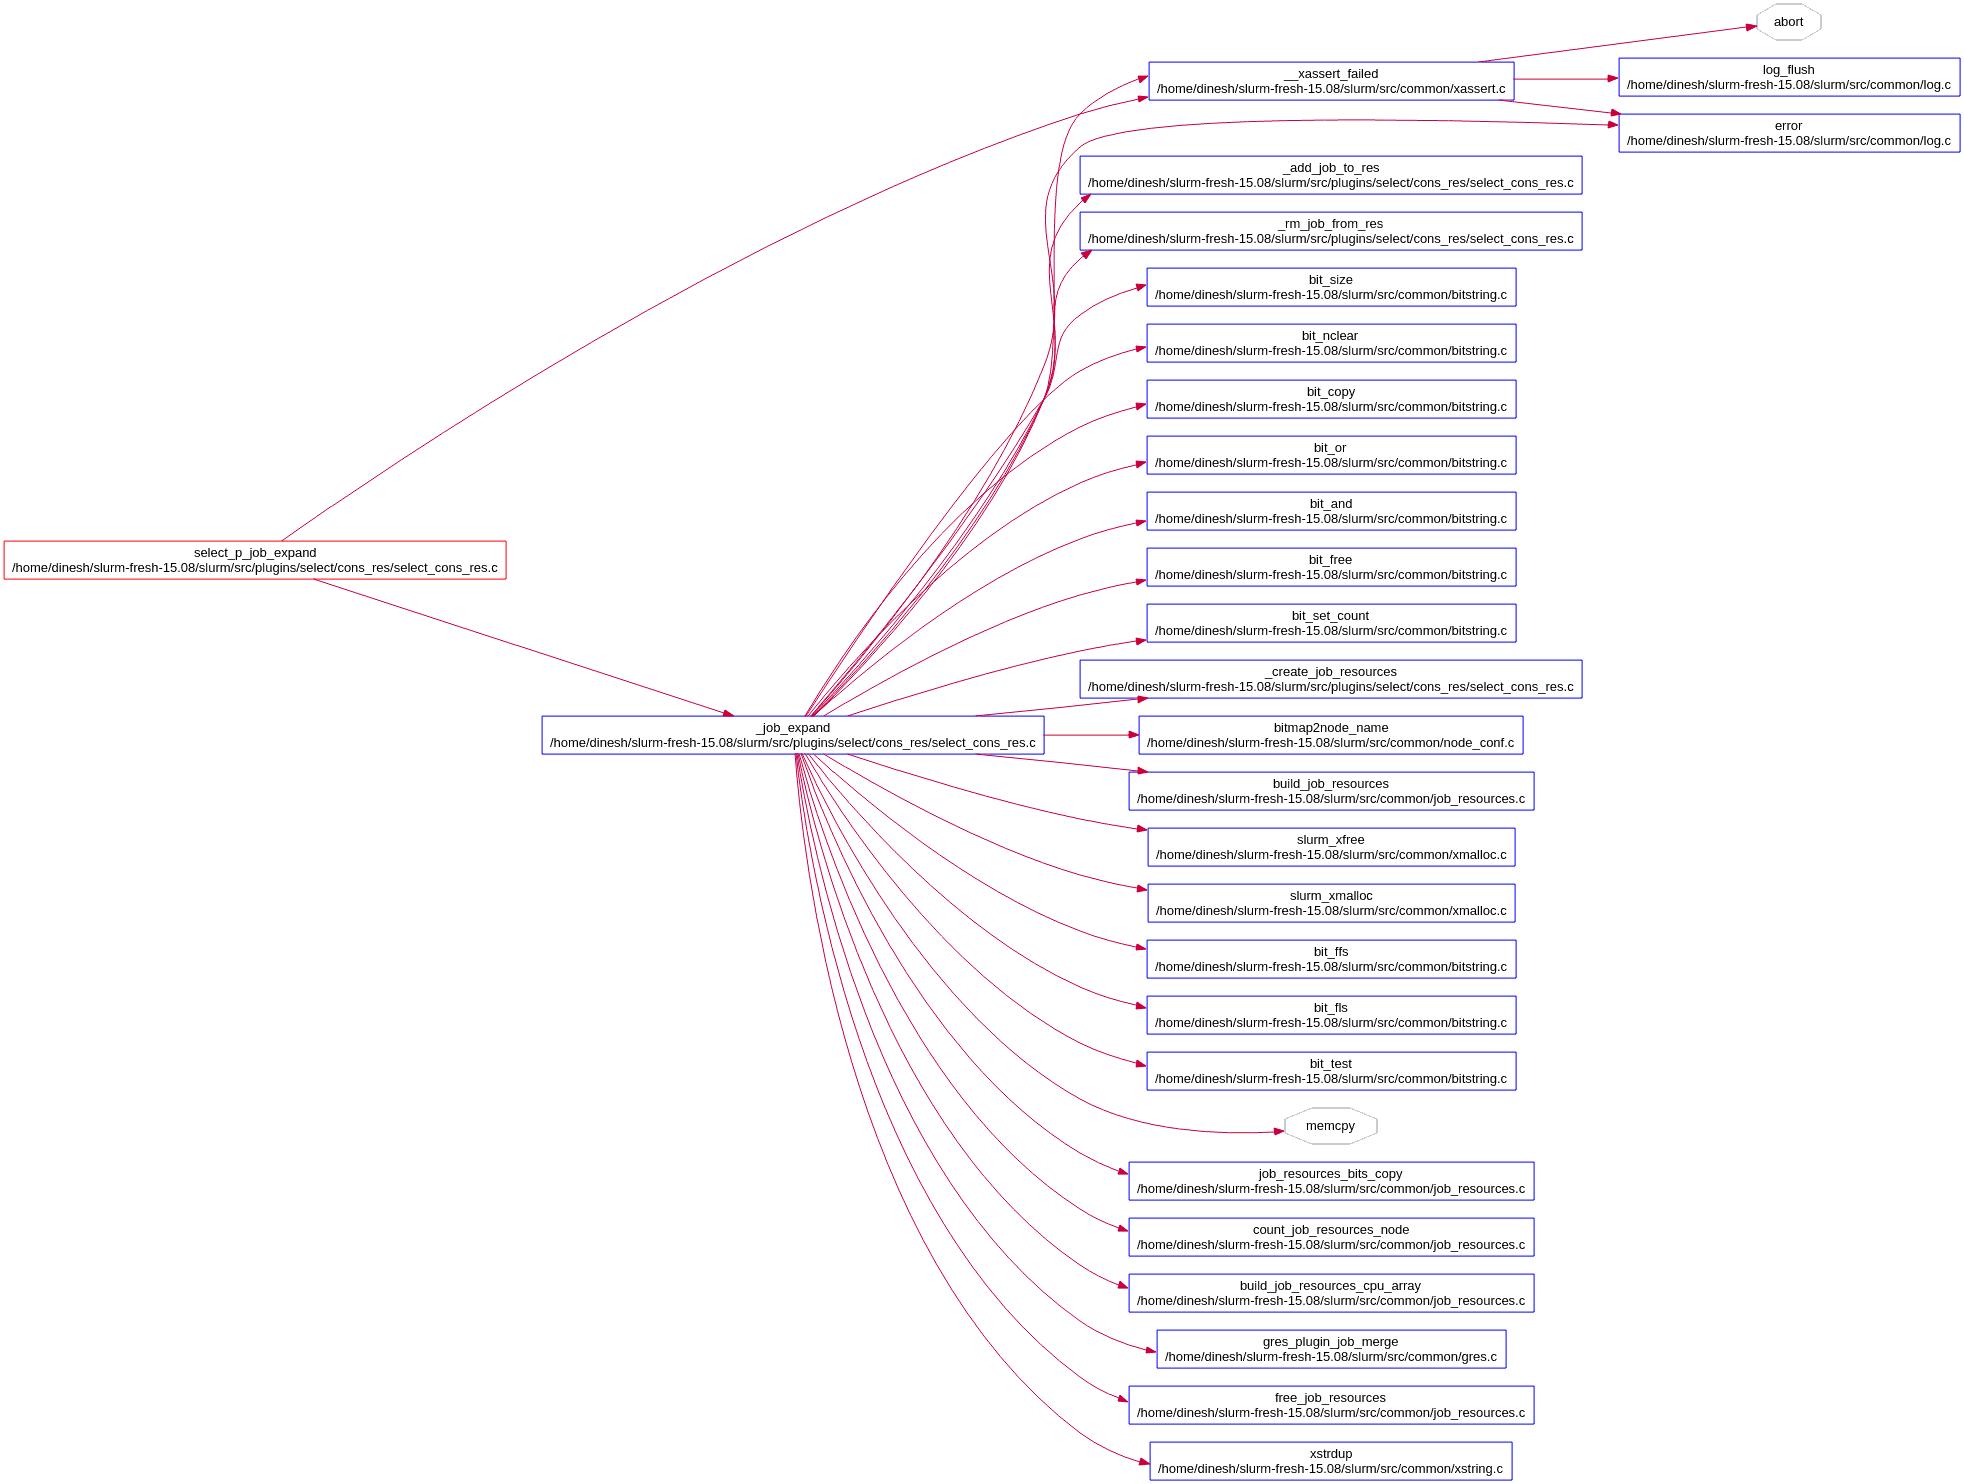 abort
__xassert_failed
/home/dinesh/slurm-fresh-15.08/slurm/src/common/xassert.c
log_flush
/home/dinesh/slurm-fresh-15.08/slurm/src/common/log.c
error
/home/dinesh/slurm-fresh-15.08/slurm/src/common/log.c
_add_job_to_res
/home/dinesh/slurm-fresh-15.08/slurm/src/plugins/select/cons_res/select_cons_res.c
_rm_job_from_res
/home/dinesh/slurm-fresh-15.08/slurm/src/plugins/select/cons_res/select_cons_res.c
bit_size
/home/dinesh/slurm-fresh-15.08/slurm/src/common/bitstring.c
bit_nclear
/home/dinesh/slurm-fresh-15.08/slurm/src/common/bitstring.c
bit_copy
/home/dinesh/slurm-fresh-15.08/slurm/src/common/bitstring.c
bit_or
/home/dinesh/slurm-fresh-15.08/slurm/src/common/bitstring.c
bit_and
/home/dinesh/slurm-fresh-15.08/slurm/src/common/bitstring.c
select_p_job_expand
/home/dinesh/slurm-fresh-15.08/slurm/src/plugins/select/cons_res/select_cons_res.c
bit_free
/home/dinesh/slurm-fresh-15.08/slurm/src/common/bitstring.c
bit_set_count
/home/dinesh/slurm-fresh-15.08/slurm/src/common/bitstring.c
_create_job_resources
/home/dinesh/slurm-fresh-15.08/slurm/src/plugins/select/cons_res/select_cons_res.c
_job_expand
/home/dinesh/slurm-fresh-15.08/slurm/src/plugins/select/cons_res/select_cons_res.c
bitmap2node_name
/home/dinesh/slurm-fresh-15.08/slurm/src/common/node_conf.c
build_job_resources
/home/dinesh/slurm-fresh-15.08/slurm/src/common/job_resources.c
slurm_xfree
/home/dinesh/slurm-fresh-15.08/slurm/src/common/xmalloc.c
slurm_xmalloc
/home/dinesh/slurm-fresh-15.08/slurm/src/common/xmalloc.c
bit_ffs
/home/dinesh/slurm-fresh-15.08/slurm/src/common/bitstring.c
bit_fls
/home/dinesh/slurm-fresh-15.08/slurm/src/common/bitstring.c
bit_test
/home/dinesh/slurm-fresh-15.08/slurm/src/common/bitstring.c
memcpy
job_resources_bits_copy
/home/dinesh/slurm-fresh-15.08/slurm/src/common/job_resources.c
count_job_resources_node
/home/dinesh/slurm-fresh-15.08/slurm/src/common/job_resources.c
build_job_resources_cpu_array
/home/dinesh/slurm-fresh-15.08/slurm/src/common/job_resources.c
gres_plugin_job_merge
/home/dinesh/slurm-fresh-15.08/slurm/src/common/gres.c
free_job_resources
/home/dinesh/slurm-fresh-15.08/slurm/src/common/job_resources.c
xstrdup
/home/dinesh/slurm-fresh-15.08/slurm/src/common/xstring.c